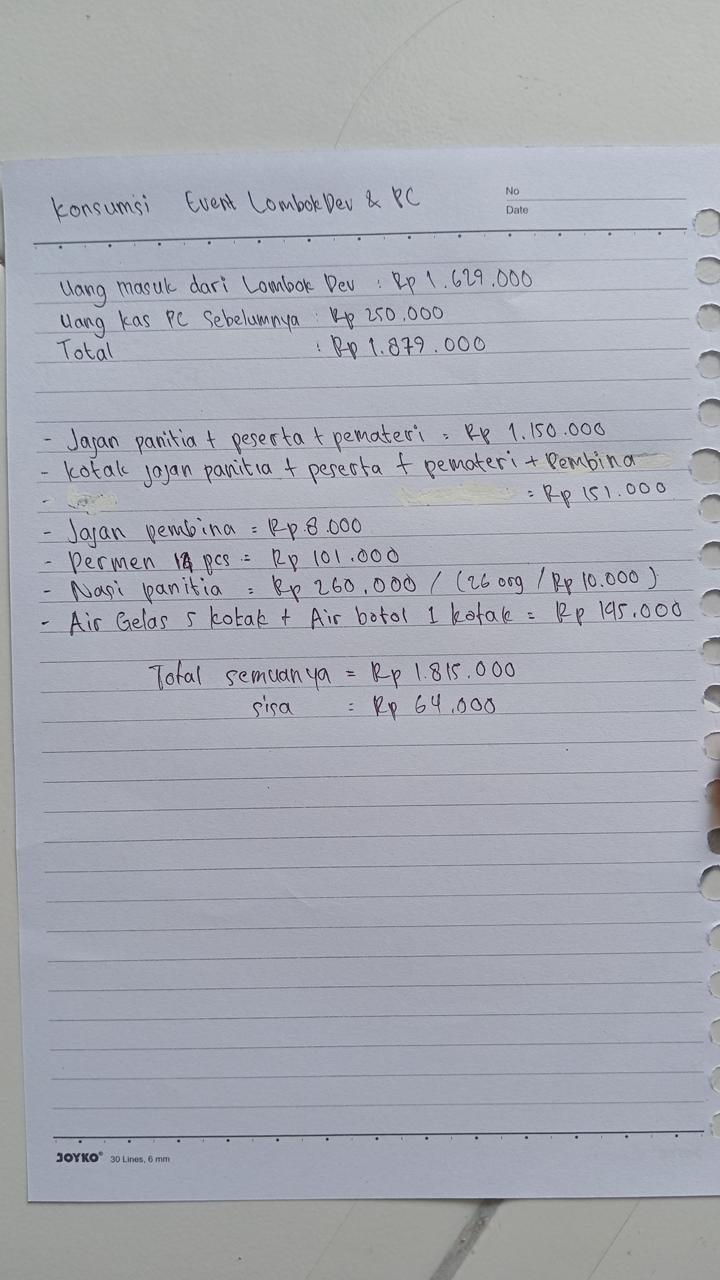 Konsumsi Event LombokDev & PC
No
Date
Uang masuk dari Lombok Dev : Rp 1.629.000
Uang kas PC Sebelumnya : Rp 250.000
Total : Rp 1.879.000
- Jajan panitia + peserta + pemateri = Rp 1.150.000
- kotak jajan panitia + peserta + pemateri + Pembina
- = Rp 151.000
- Jajan pembina = Rp.8.000
- Permen pcs = Rp 101.000
- Nasi panitia = Rp 260.000 / (26 org / Rp 10.000)
- Air Gelas 5 kotak + Air botol 1 kotak = Rp 145.000
Total semuanya = Rp 1.815.000
sisa = Rp 64.000
JOYKO® 30 Lines, 6 mm